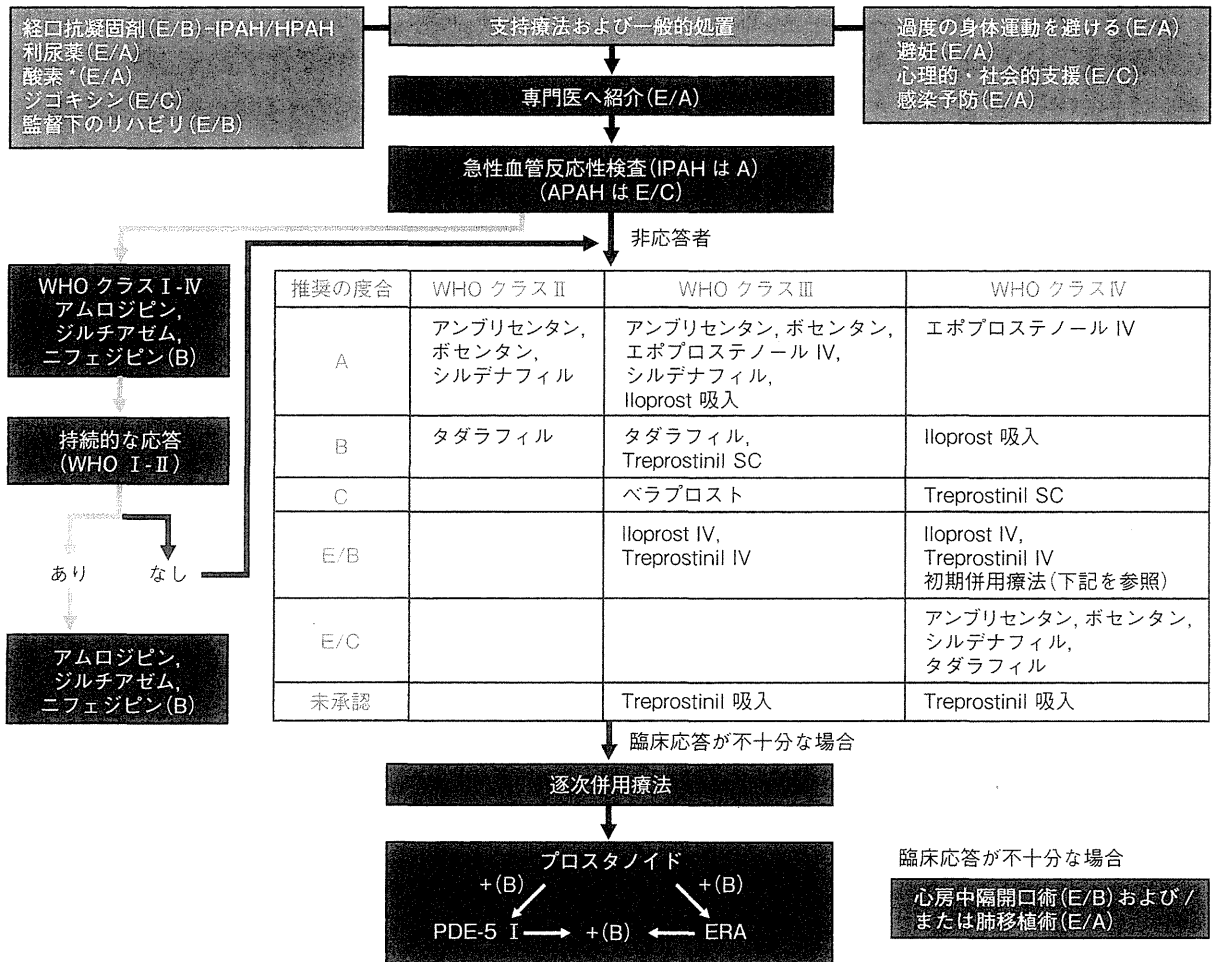 経口抗凝固剤(E/B)-IPAH/HPAH
利尿薬(E/A)
酸素*(E/A)
ジゴキシン(E/C)
監督下のリハビリ(E/B)
支持療法および一般的処置
過度の身体運動を避ける(E/A)
避妊(E/A)
心理的・社会的支援(E/C)
感染予防(E/A)
専門医へ紹介(E/A)
急性血管反応性検査(IPAH は A)
(APAH は E/C)
非応答者
WHO クラス I-IV
アムロジピン,
ジルチアゼム,
ニフェジピン(B)
持続的な応答
(WHO I-II)
あり なし
アムロジピン,
ジルチアゼム,
ニフェジピン(B)
推奨の度合 WHO クラスII WHO クラスIII WHO クラスIV
A アンブリセンタン, アンブリセンタン, ボセンタン, エポプロステノール IV
ボセンタン, エポプロステノール IV,
シルデナフィル シルデナフィル,
Iloprost 吸入
B タダラフィル タダラフィル, Iloprost 吸入
Treprostinil SC
C ベラプロスト Treprostinil SC
E/B Iloprost IV, Iloprost IV,
Treprostinil IV Treprostinil IV
初期併用療法(下記を参照)
E/C アンブリセンタン, ボセンタン,
シルデナフィル,
タダラフィル
未承認 Treprostinil 吸入 Treprostinil 吸入
臨床応答が不十分な場合
逐次併用療法
プロスタノイド
+(B) +(B)
PDE-5 I +(B) ERA
臨床応答が不十分な場合
心房中隔開口術(E/B)および/
または肺移植術(E/A)